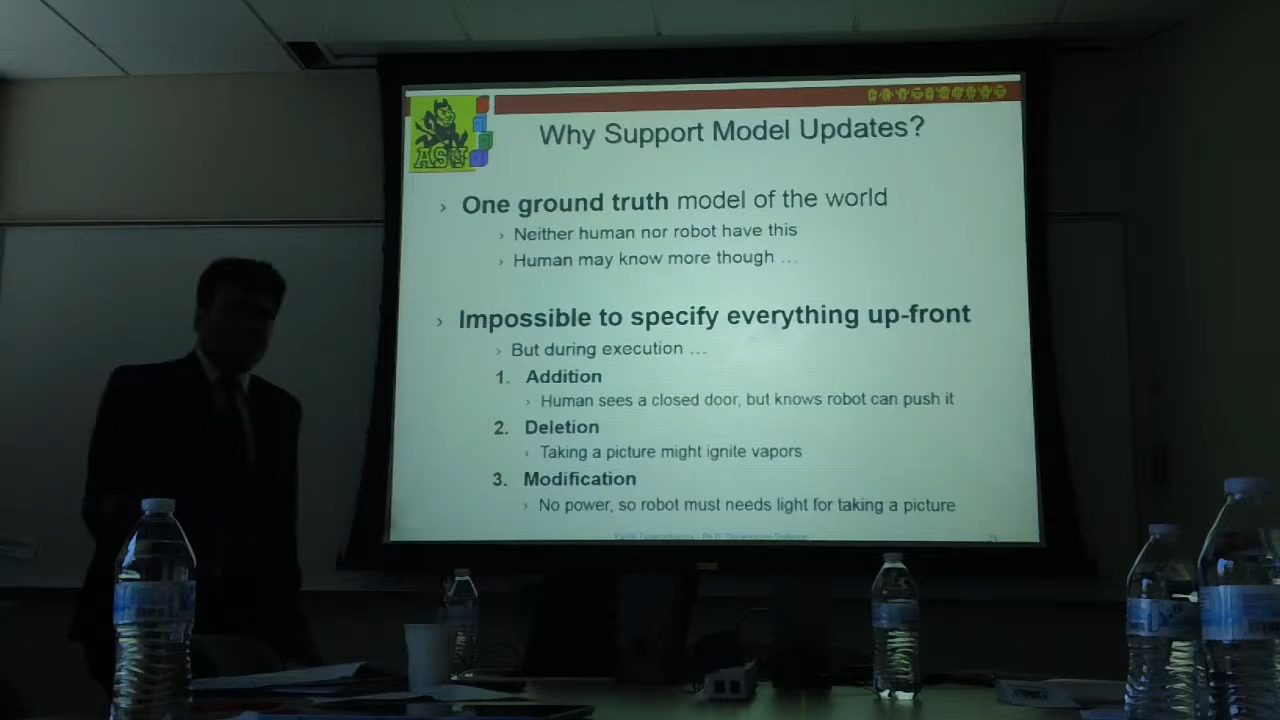 ASU
Why Support Model Updates?
› One ground truth model of the world
› Neither human nor robot have this
› Human may know more though ...
› Impossible to specify everything up-front
› But during execution ...
1. Addition
› Human sees a closed door, but knows robot can push it
2. Deletion
› Taking a picture might ignite vapors
3. Modification
› No power, so robot must needs light for taking a picture